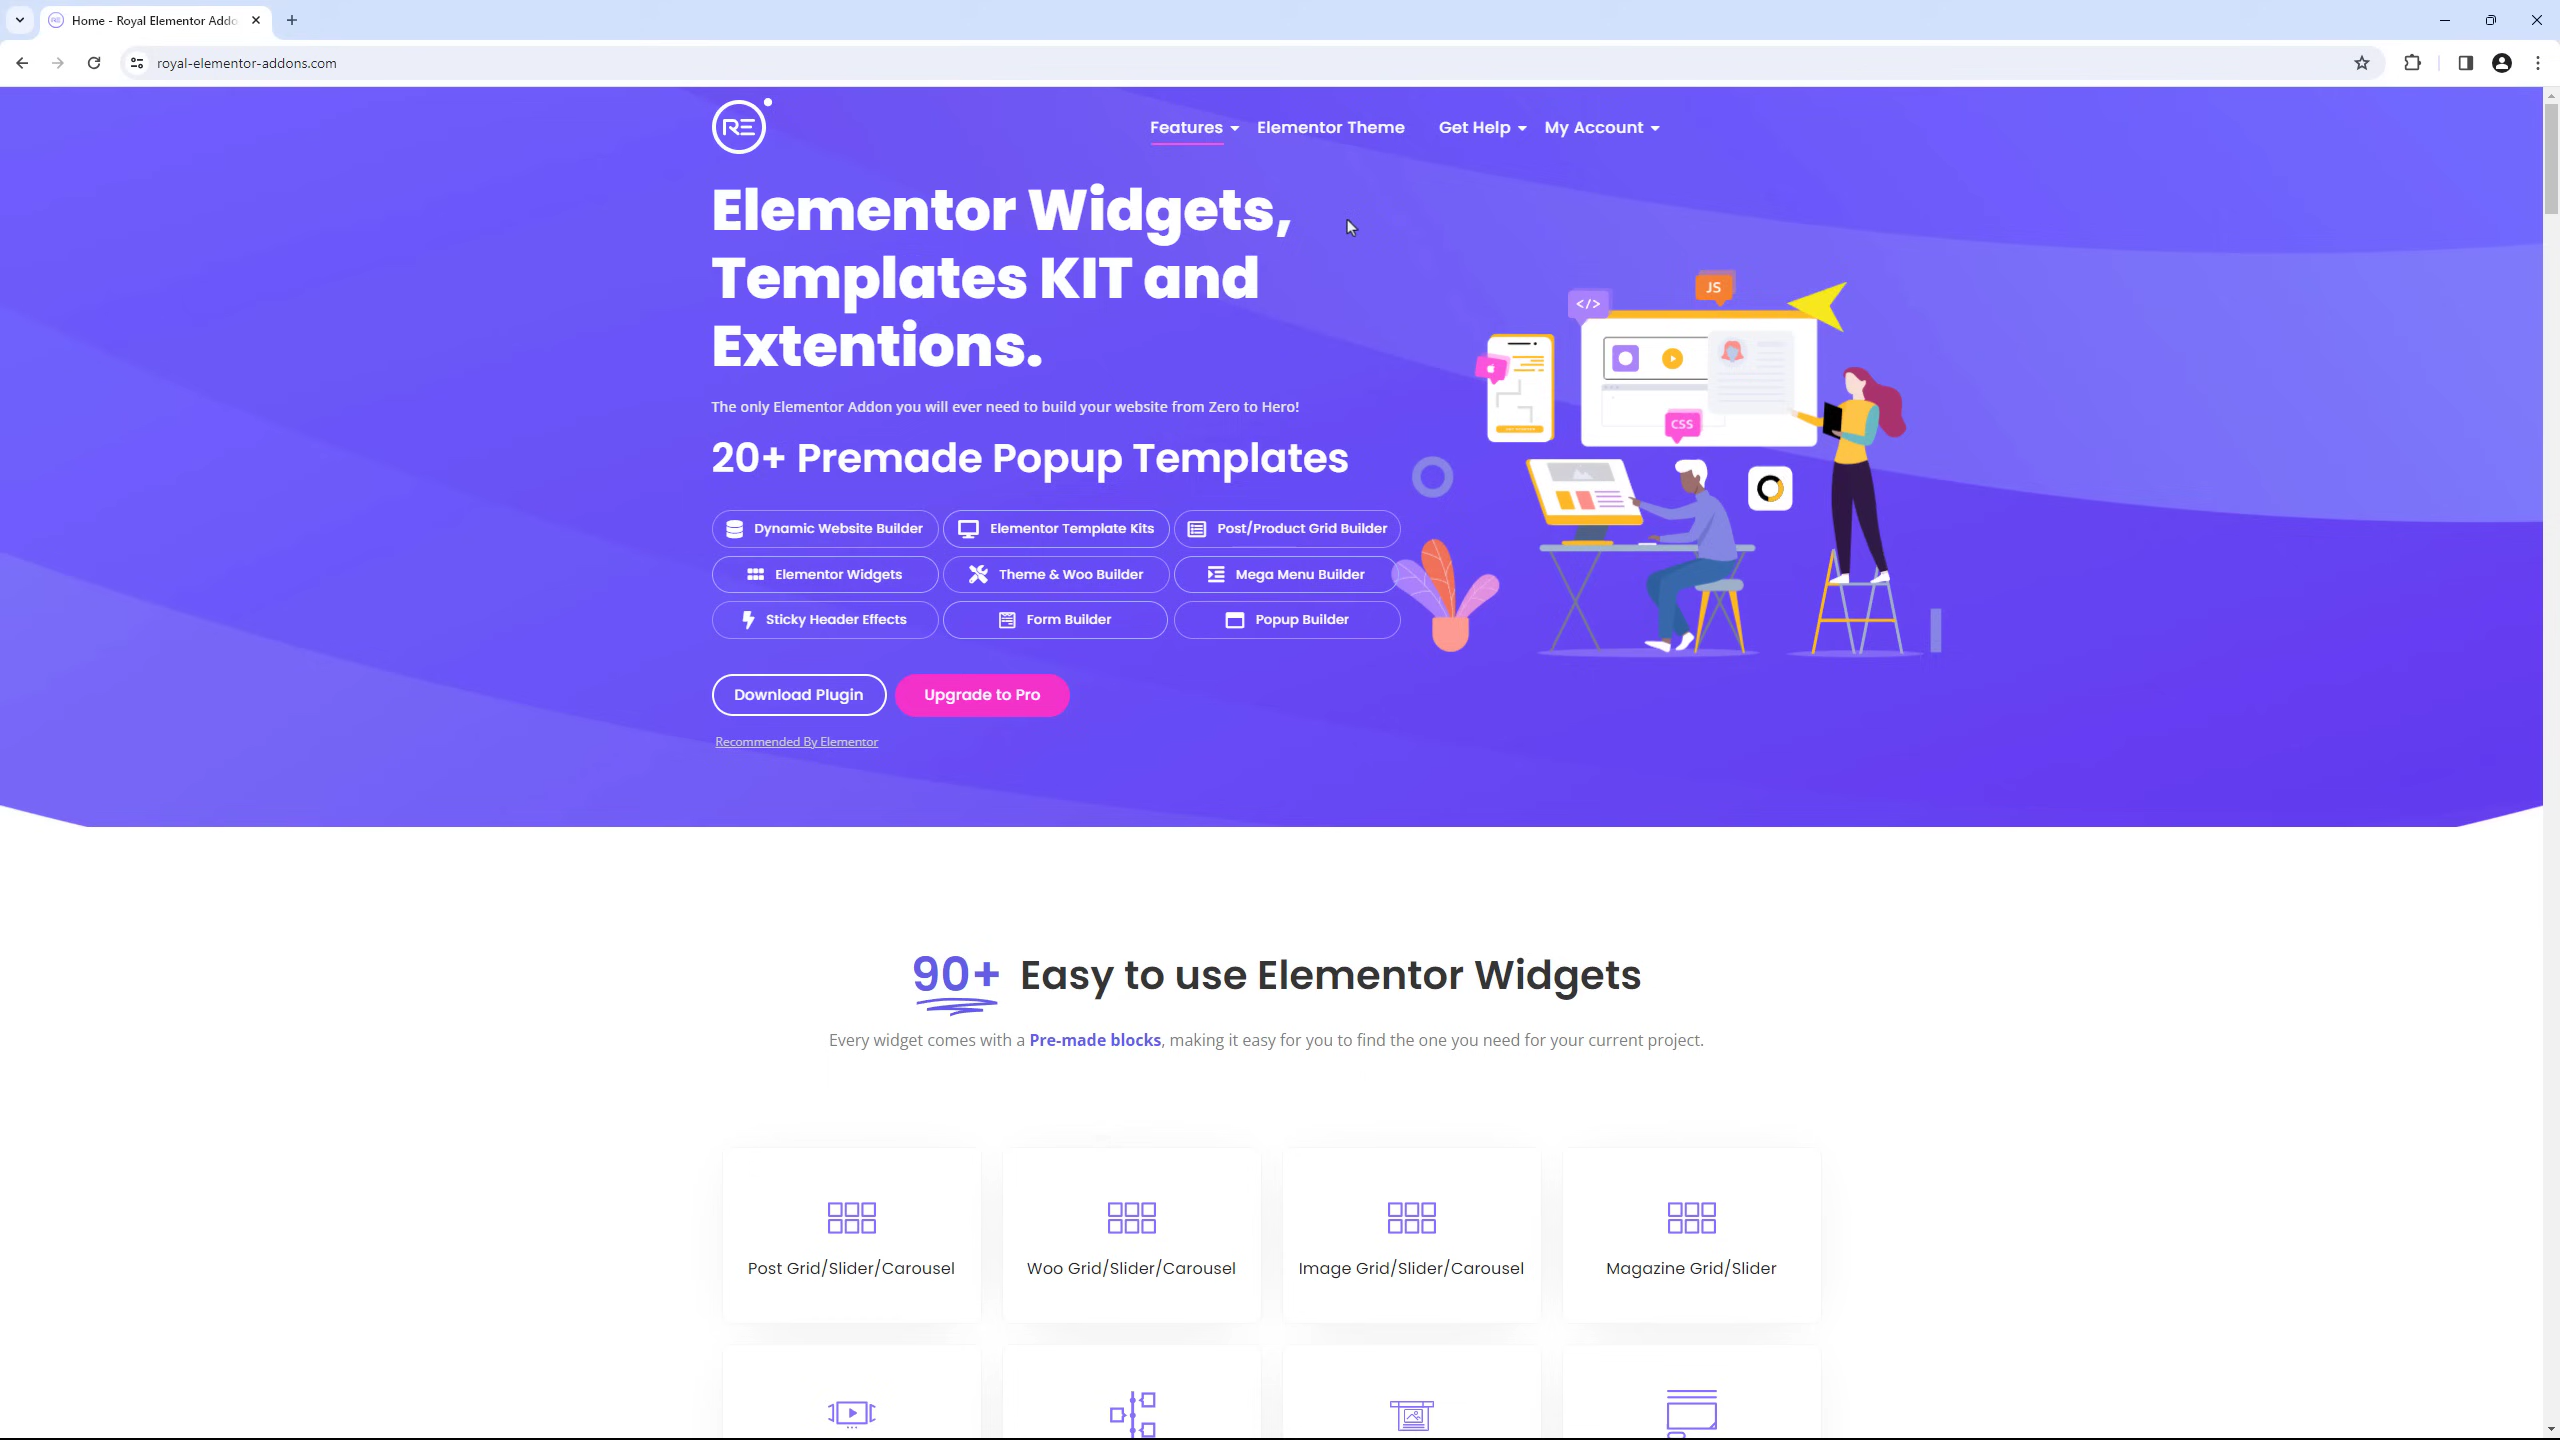 Home - Royal Elementor Addo
royal-elementor-addons.com
RE
Features
Elementor Theme
Get Help
My Account
Elementor Widgets,
Templates KIT and
Extentions.
The only Elementor Addon you will ever need to build your website from Zero to Hero!
20+ Premade Popup Templates
Dynamic Website Builder
Elementor Template Kits
Post/Product Grid Builder
Elementor Widgets
Theme & Woo Builder
Mega Menu Builder
Sticky Header Effects
Form Builder
Popup Builder
Download Plugin
Upgrade to Pro
Recommended By Elementor
</>
JS
CSS
90+ Easy to use Elementor Widgets
Every widget comes with a Pre-made blocks, making it easy for you to find the one you need for your current project.
Post Grid/Slider/Carousel
Woo Grid/Slider/Carousel
Image Grid/Slider/Carousel
Magazine Grid/Slider